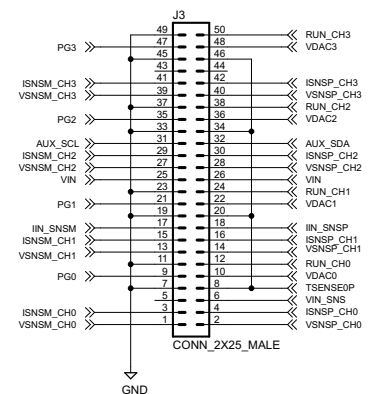 J3
49 50 RUN_CH3
PG3 47 48 VDAC3
45 46
43 44
ISNSM_CH3 41 42 ISNSP_CH3
VSNSM_CH3 39 40 VSNSP_CH3
37 38 RUN_CH2
PG2 35 36 VDAC2
33 34
AUX_SCL 31 32 AUX_SDA
ISNSM_CH2 29 30 ISNSP_CH2
VSNSM_CH2 27 28 VSNSP_CH2
VIN 25 26 VIN
23 24 RUN_CH1
PG1 21 22 VDAC1
19 20
IIN_SNSM 17 18 IIN_SNSP
ISNSM_CH1 15 16 ISNSP_CH1
VSNSM_CH1 13 14 VSNSP_CH1
11 12 RUN_CH0
PG0 9 10 VDAC0
7 8 TSENSE0P
5 6 VIN_SNS
ISNSM_CH0 3 4 ISNSP_CH0
VSNSM_CH0 1 2 VSNSP_CH0
CONN_2X25_MALE
GND